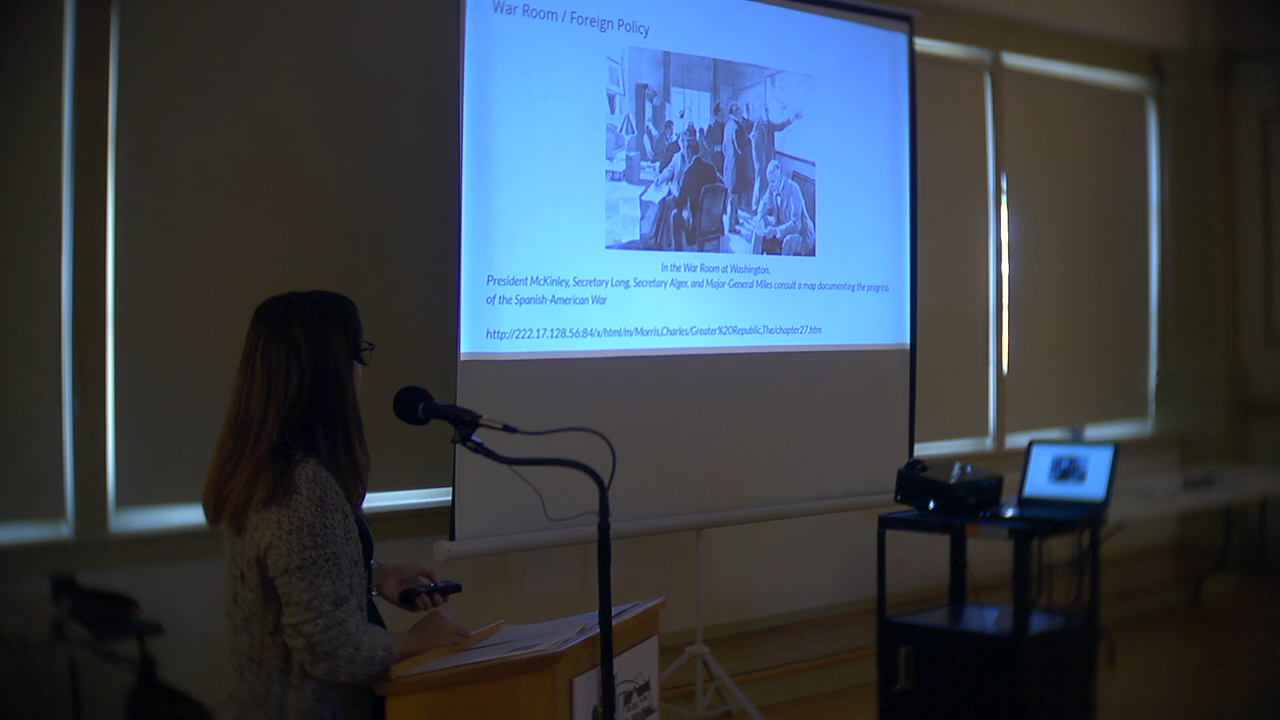 War Room / Foreign Policy
In the War Room at Washington.
President McKinley, Secretary Long, Secretary Alger, and Major-General Miles consult a map documenting the progress
of the Spanish-American War
http://222.17.128.56:84/x/html/m/Morris,Charles/Greater%20Republic,The/chapter27.htm